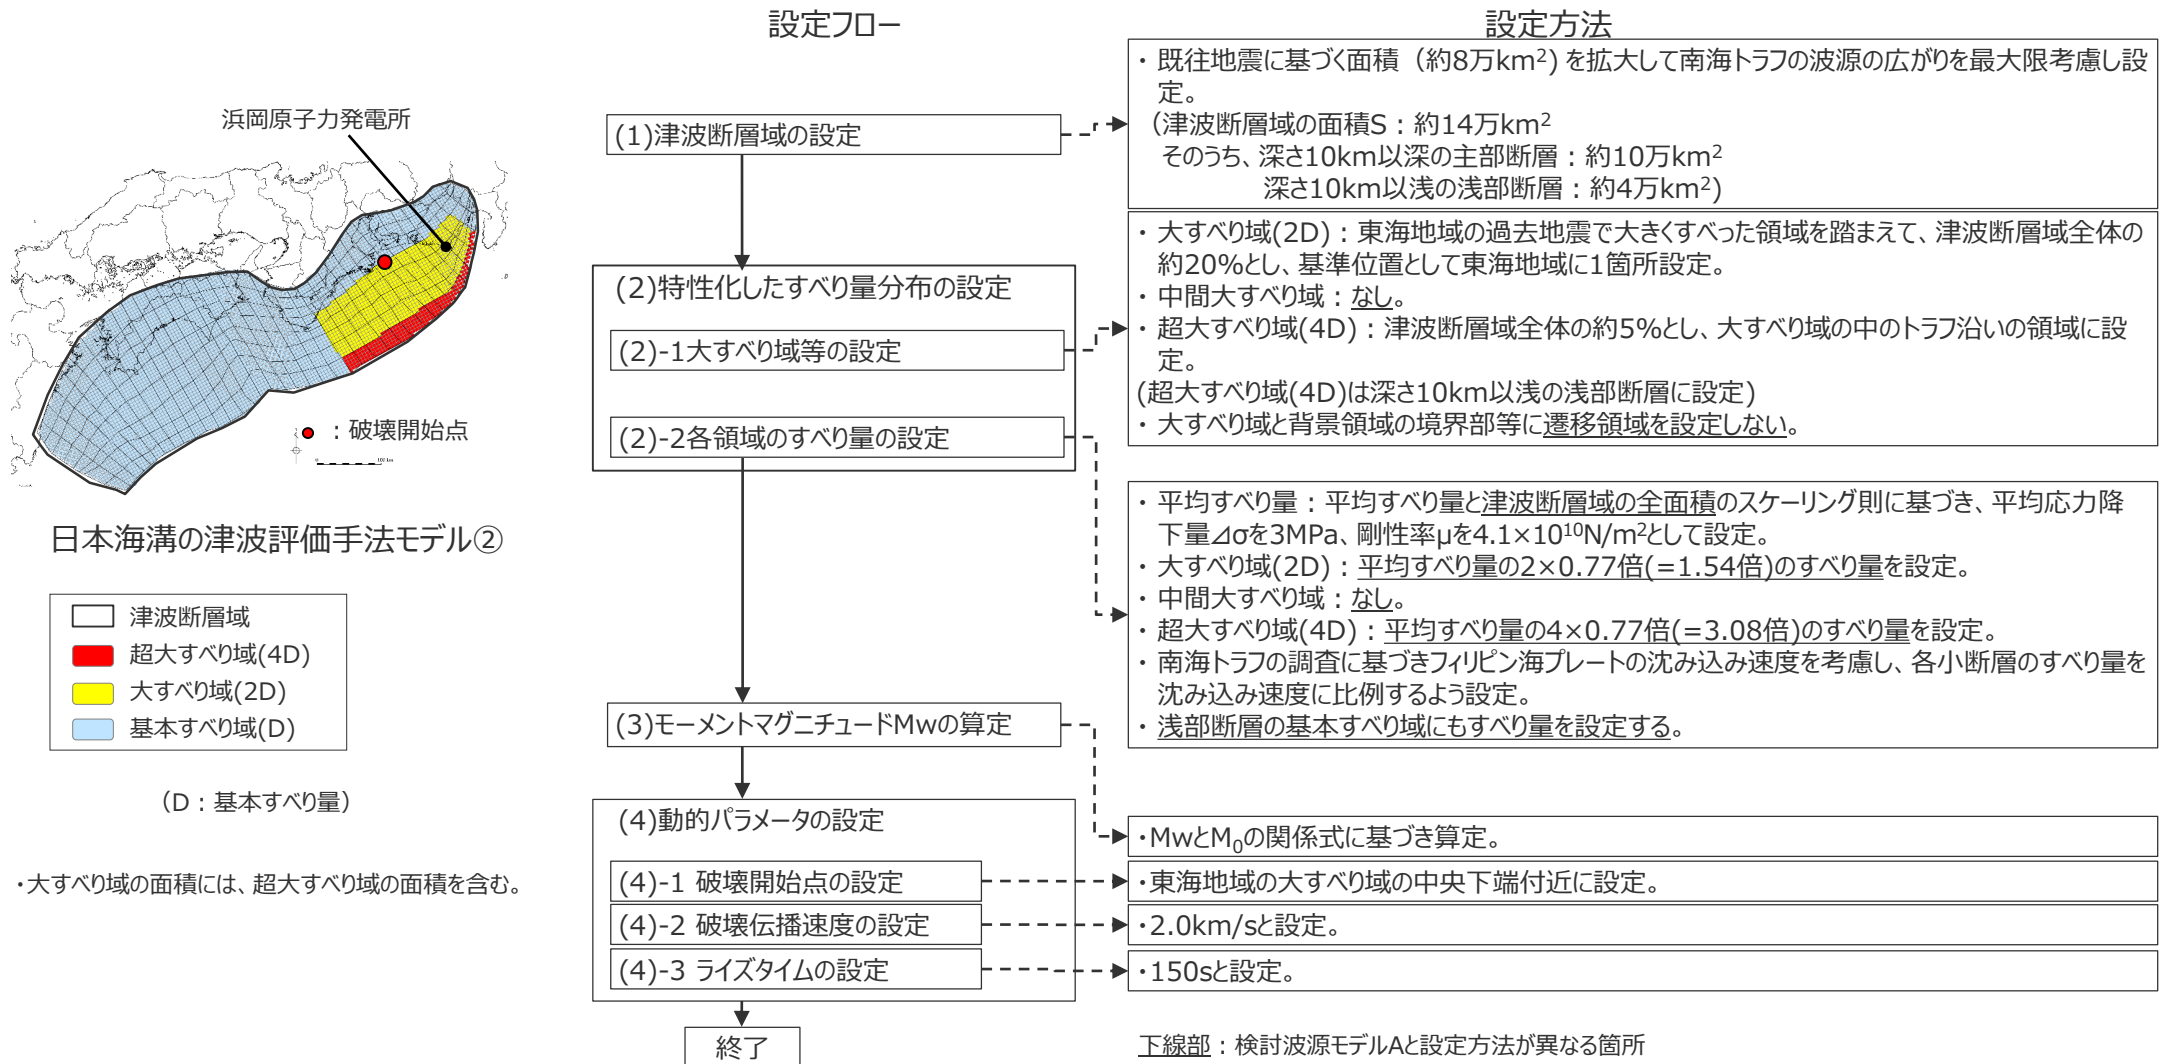 設定フロー
設定方法
浜岡原子力発電所
：破壊開始点
0 100 km
日本海溝の津波評価手法モデル②
津波断層域
超大すべり域(4D)
大すべり域(2D)
基本すべり域(D)
（D：基本すべり量）
・大すべり域の面積には、超大すべり域の面積を含む。
(1)津波断層域の設定
(2)特性化したすべり量分布の設定
(2)-1大すべり域等の設定
(2)-2各領域のすべり量の設定
(3)モーメントマグニチュードMwの算定
(4)動的パラメータの設定
(4)-1 破壊開始点の設定
(4)-2 破壊伝播速度の設定
(4)-3 ライズタイムの設定
終了
・ 既往地震に基づく面積（約8万km²) を拡大して南海トラフの波源の広がりを最大限考慮し設
定。
（津波断層域の面積S：約14万km²
そのうち、深さ10km以深の主部断層：約10万km²
深さ10km以浅の浅部断層：約4万km²)
・ 大すべり域(2D)：東海地域の過去地震で大きくすべった領域を踏まえて、津波断層域全体の
約20%とし、基準位置として東海地域に1箇所設定。
・ 中間大すべり域：なし。
・ 超大すべり域(4D)：津波断層域全体の約5%とし、大すべり域の中のトラフ沿いの領域に設
定。
(超大すべり域(4D)は深さ10km以浅の浅部断層に設定)
・ 大すべり域と背景領域の境界部等に遷移領域を設定しない。
・ 平均すべり量：平均すべり量と津波断層域の全面積のスケーリング則に基づき、平均応力降
下量⊿σを3MPa、剛性率μを4.1×10¹⁰N/m²として設定。
・ 大すべり域(2D)：平均すべり量の2×0.77倍(=1.54倍)のすべり量を設定。
・ 中間大すべり域：なし。
・ 超大すべり域(4D)：平均すべり量の4×0.77倍(=3.08倍)のすべり量を設定。
・ 南海トラフの調査に基づきフィリピン海プレートの沈み込み速度を考慮し、各小断層のすべり量を
沈み込み速度に比例するよう設定。
・ 浅部断層の基本すべり域にもすべり量を設定する。
・MwとM₀の関係式に基づき算定。
・東海地域の大すべり域の中央下端付近に設定。
・2.0km/sと設定。
・150sと設定。
下線部：検討波源モデルAと設定方法が異なる箇所